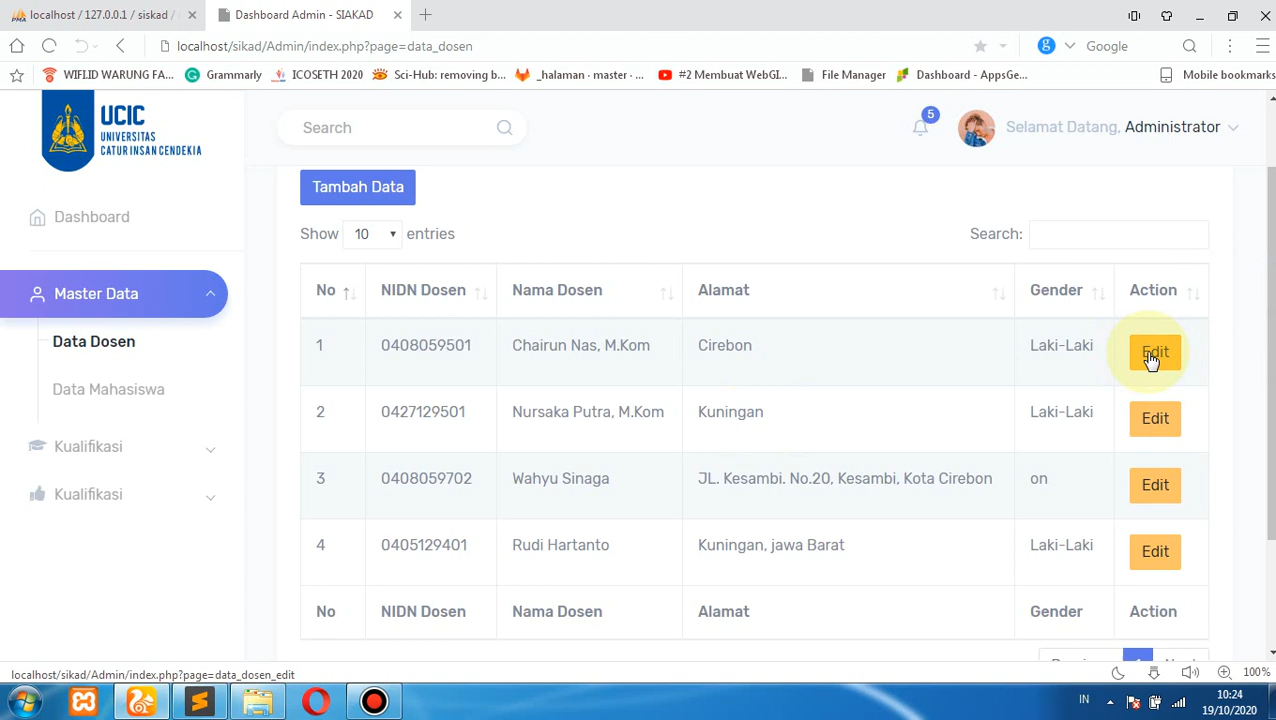 localhost / 127.0.0.1 / siskad /
Dashboard Admin - SIAKAD
localhost/sikad/Admin/index.php?page=data_dosen
Google
WIFI.ID WARUNG FA...
Grammarly
ICOSETH 2020
Sci-Hub: removing b...
_halaman · master · ...
#2 Membuat WebGI...
File Manager
Dashboard - AppsGe...
Mobile bookmarks
UCIC
UNIVERSITAS
CATUR INSAN CENDEKIA
Search
5
Selamat Datang, Administrator
Dashboard
Master Data
Data Dosen
Data Mahasiswa
Kualifikasi
Kualifikasi
Tambah Data
Show 10 entries
Search:
No NIDN Dosen Nama Dosen Alamat Gender Action
1 0408059501 Chairun Nas, M.Kom Cirebon Laki-Laki Edit
2 0427129501 Nursaka Putra, M.Kom Kuningan Laki-Laki Edit
3 0408059702 Wahyu Sinaga JL. Kesambi. No.20, Kesambi, Kota Cirebon on Edit
4 0405129401 Rudi Hartanto Kuningan, jawa Barat Laki-Laki Edit
No NIDN Dosen Nama Dosen Alamat Gender Action
localhost/sikad/Admin/index.php?page=data_dosen_edit
100%
IN
10:24
19/10/2020